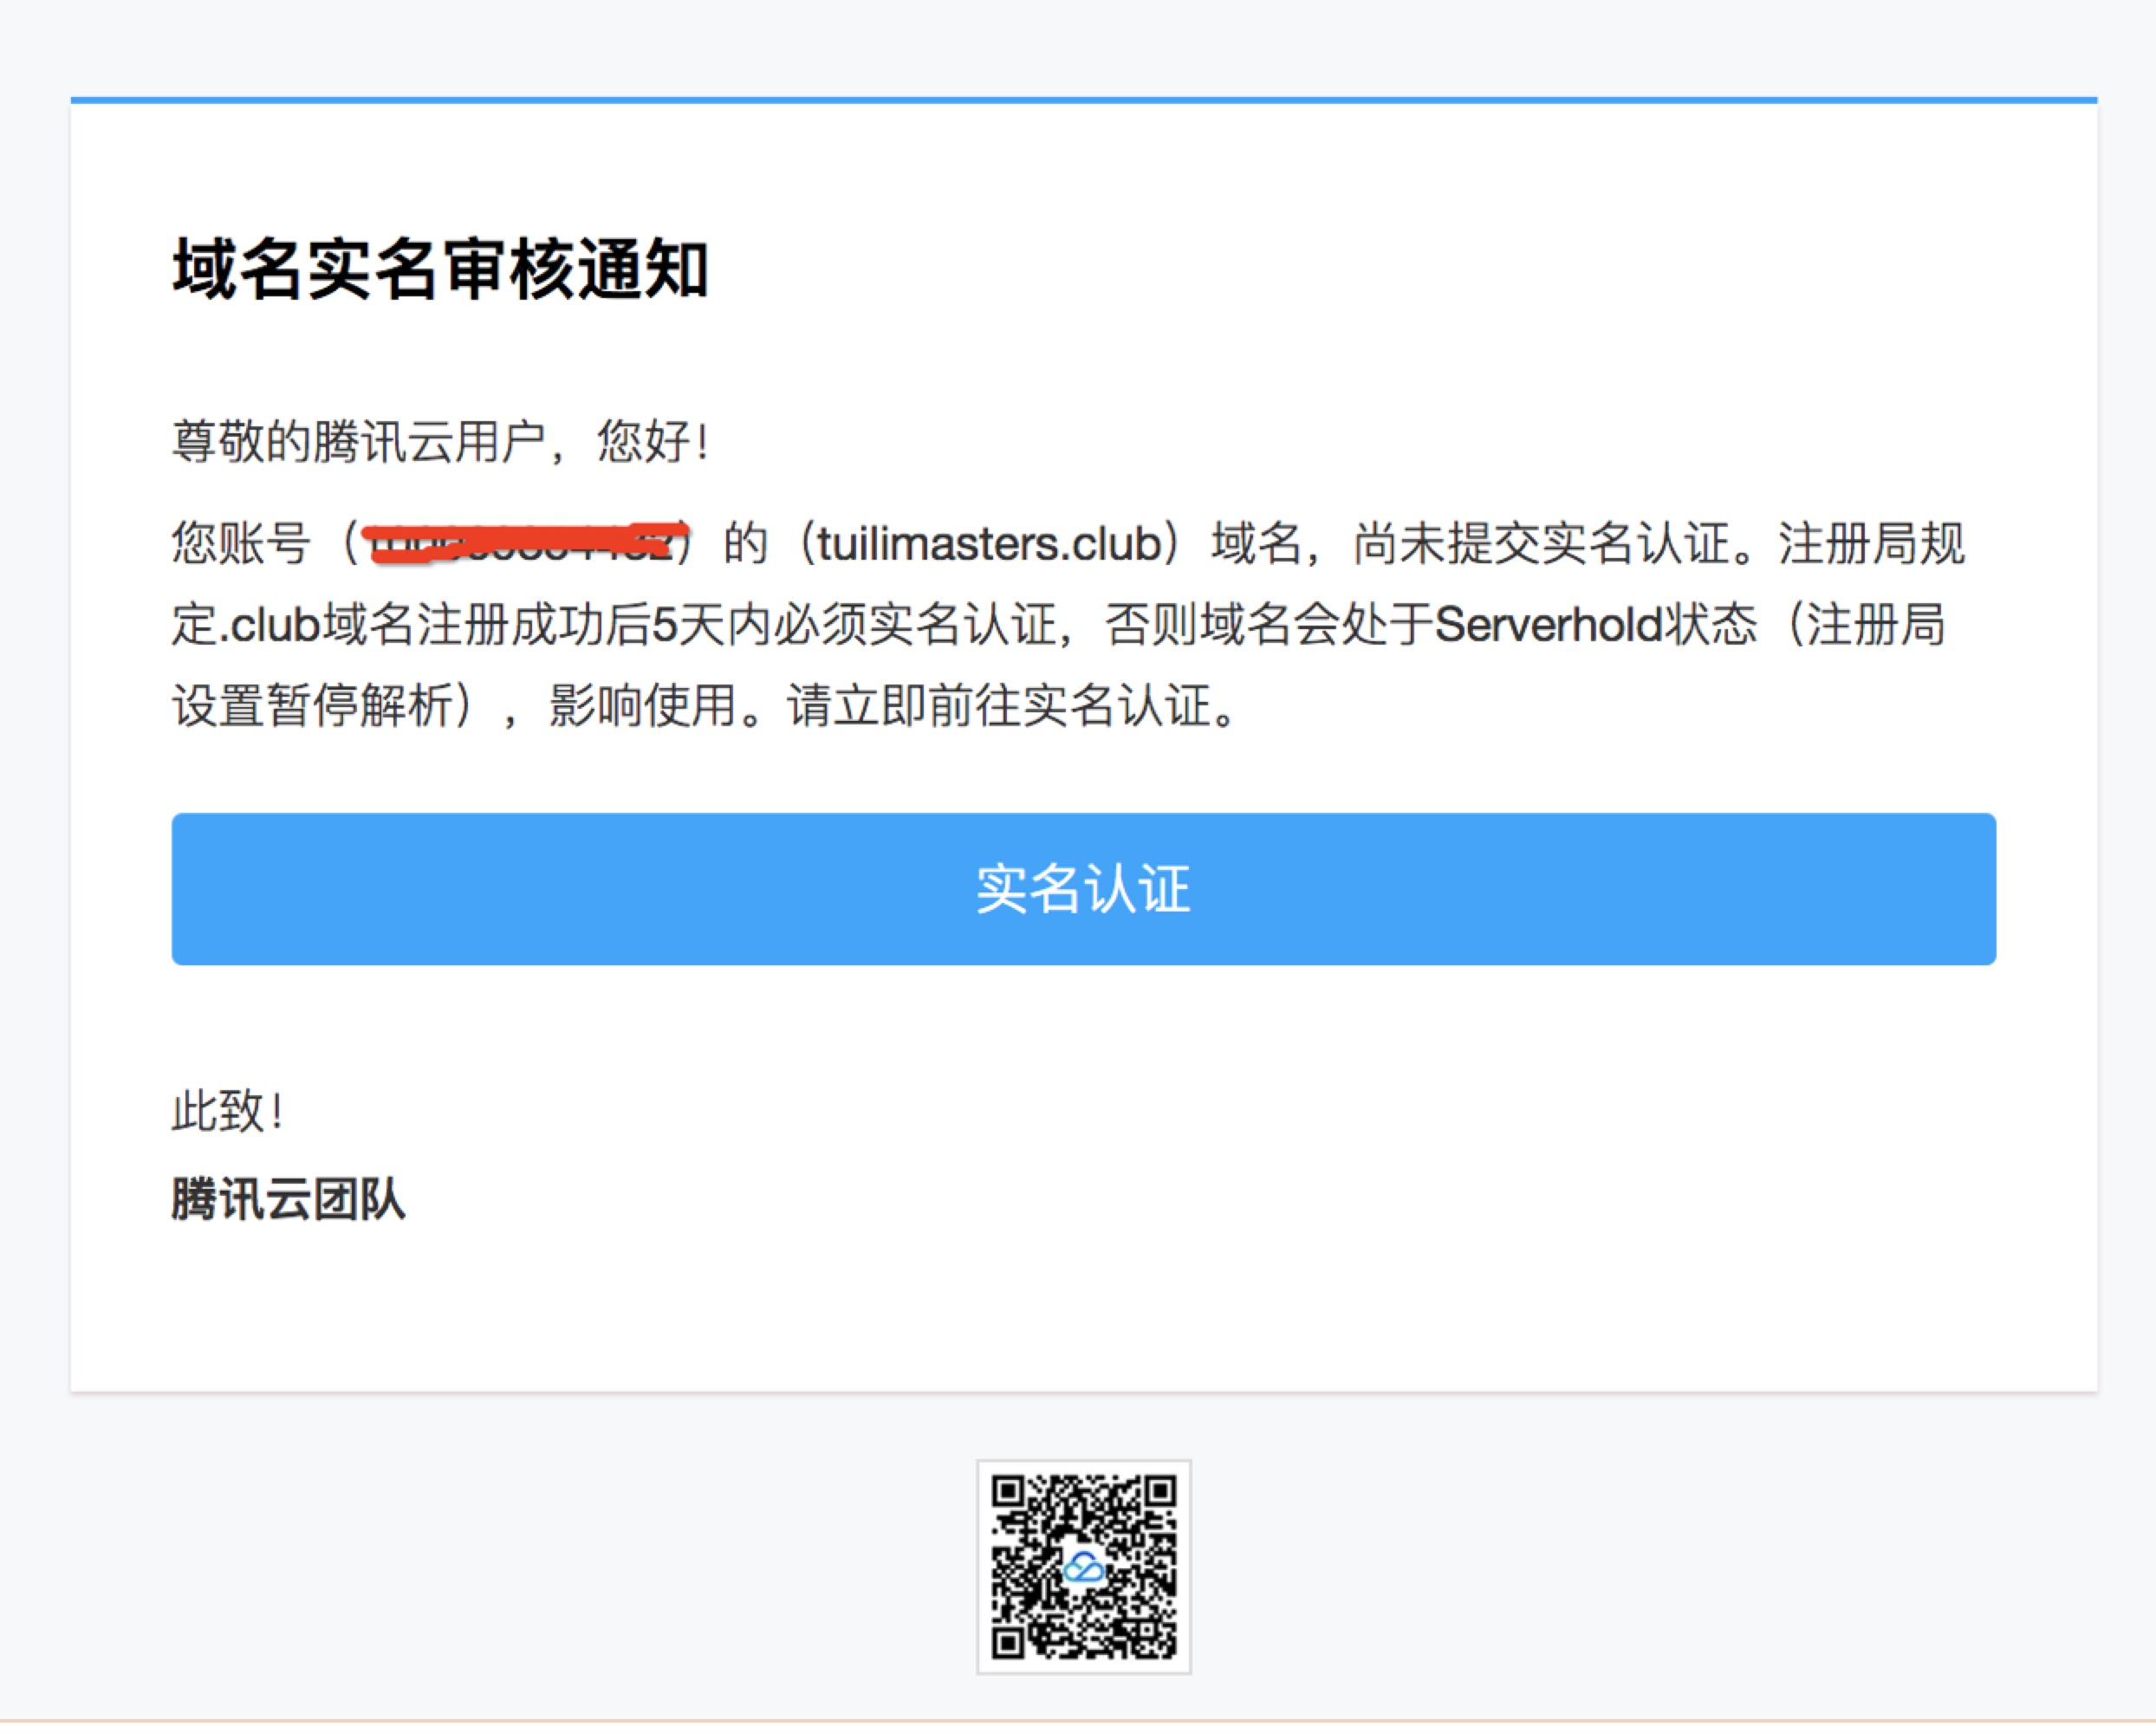 域名实名审核通知
尊敬的腾讯云用户，您好！
您账号（）的（tuilimasters.club）域名，尚未提交实名认证。注册局规
定.club域名注册成功后5天内必须实名认证，否则域名会处于Serverhold状态（注册局
设置暂停解析），影响使用。请立即前往实名认证。
实名认证
此致！
腾讯云团队